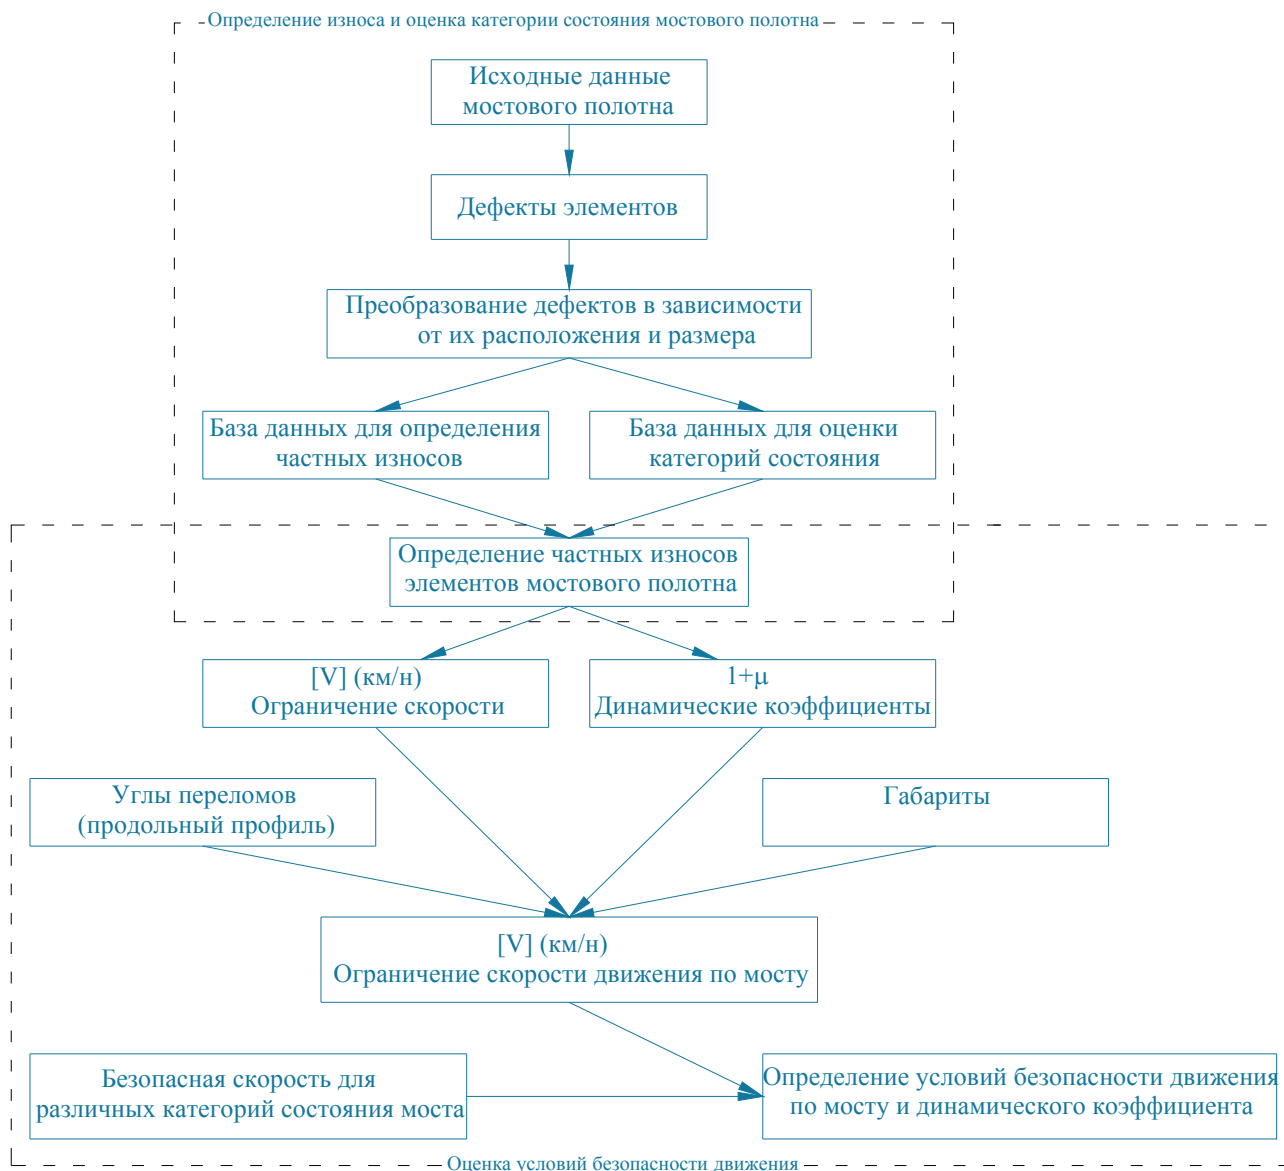 Определение износа и оценка категории состояния мостового полотна
Исходные данные
мостового полотна
Дефекты элементов
Преобразование дефектов в зависимости
от их расположения и размера
База данных для определения
частных износов
База данных для оценки
категорий состояния
Определение частных износов
элементов мостового полотна
[V] (км/н)
Ограничение скорости
1+μ
Динамические коэффициенты
Углы переломов
(продольный профиль)
Габариты
[V] (км/н)
Ограничение скорости движения по мосту
Безопасная скорость для
различных категорий состояния моста
Определение условий безопасности движения
по мосту и динамического коэффициента
Оценка условий безопасности движения